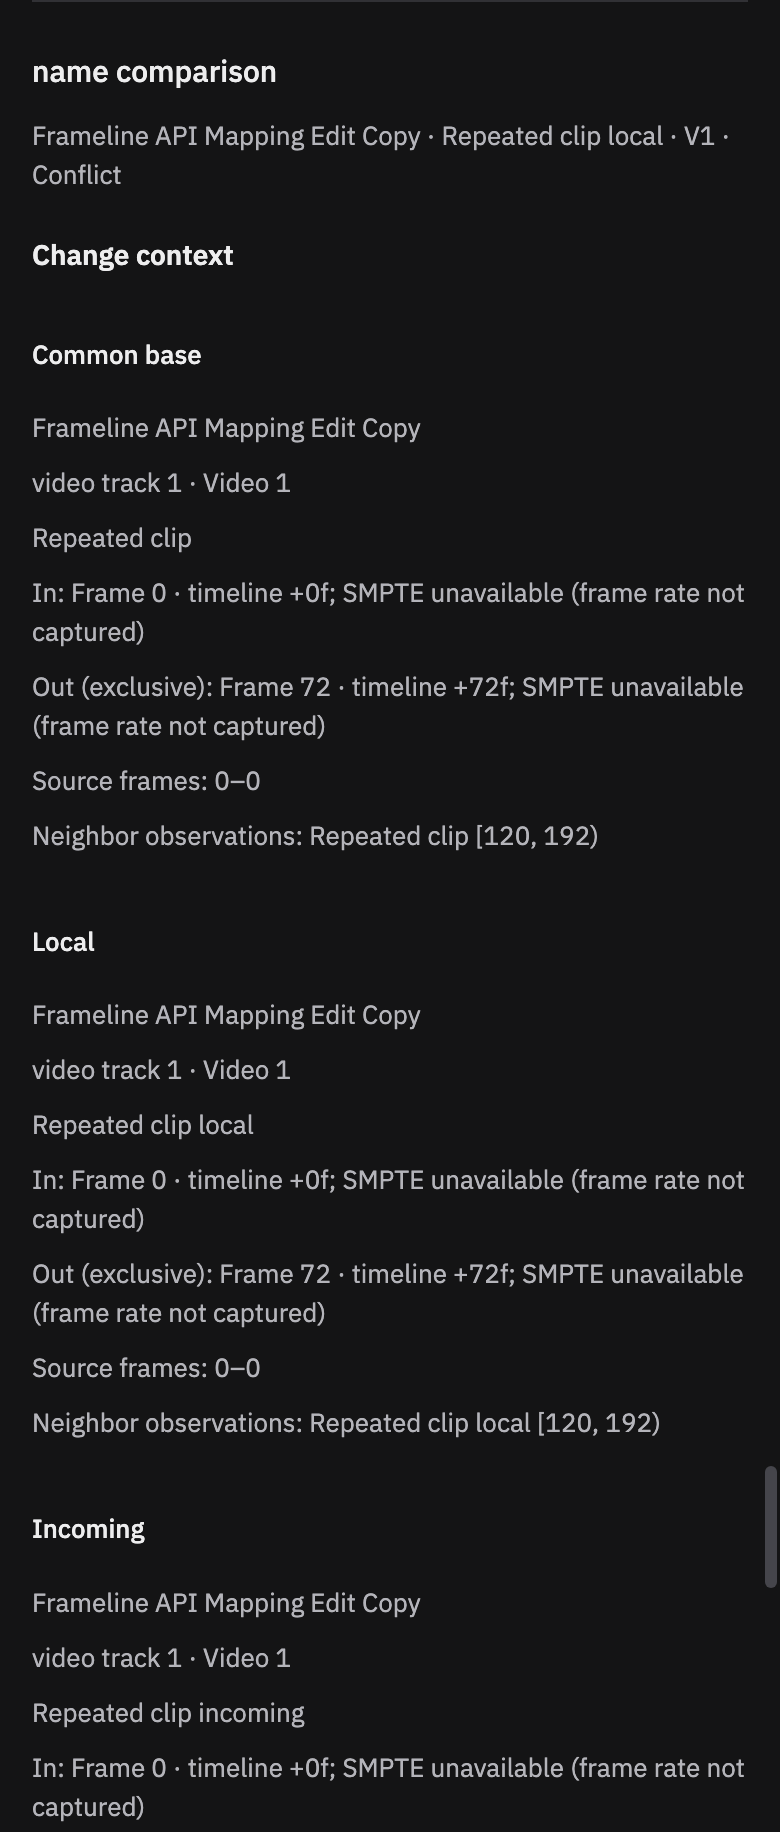 name comparison
Frameline API Mapping Edit Copy · Repeated clip local · V1 ·
Conflict
Change context
Common base
Frameline API Mapping Edit Copy
video track 1 · Video 1
Repeated clip
In: Frame 0 · timeline +0f; SMPTE unavailable (frame rate not
captured)
Out (exclusive): Frame 72 · timeline +72f; SMPTE unavailable
(frame rate not captured)
Source frames: 0–0
Neighbor observations: Repeated clip [120, 192)
Local
Frameline API Mapping Edit Copy
video track 1 · Video 1
Repeated clip local
In: Frame 0 · timeline +0f; SMPTE unavailable (frame rate not
captured)
Out (exclusive): Frame 72 · timeline +72f; SMPTE unavailable
(frame rate not captured)
Source frames: 0–0
Neighbor observations: Repeated clip local [120, 192)
Incoming
Frameline API Mapping Edit Copy
video track 1 · Video 1
Repeated clip incoming
In: Frame 0 · timeline +0f; SMPTE unavailable (frame rate not
captured)